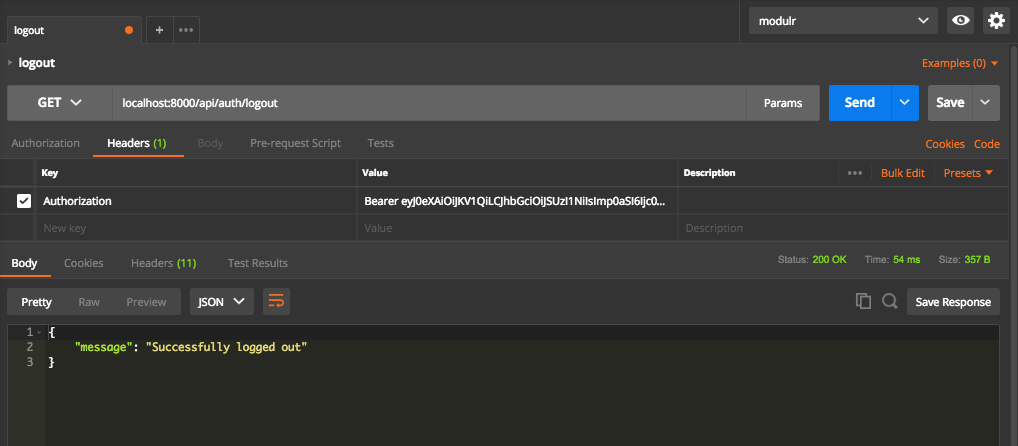 logout + ••• modulr
logout Examples (0)
GET localhost:8000/api/auth/logout Params Send Save
Authorization Headers (1) Body Pre-request Script Tests Cookies Code
Key Value Description ••• Bulk Edit Presets
Authorization Bearer eyJ0eXAiOiJKV1QiLCJhbGciOiJSUzI1NiIsImp0aSI6Ijc0...
New key Value Description
Body Cookies Headers (11) Test Results Status: 200 OK Time: 54 ms Size: 357 B
Pretty Raw Preview JSON Save Response
1 {
2 "message": "Successfully logged out"
3 }